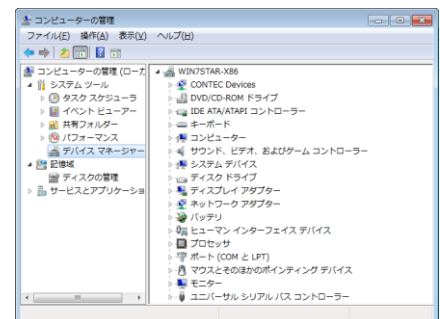 コンピューターの管理
ファイル(F) 操作(A) 表示(V) ヘルプ(H)
コンピューターの管理 (ローカ
システム ツール
タスク スケジューラ
イベント ビューアー
共有フォルダー
パフォーマンス
デバイス マネージャー
記憶域
ディスクの管理
サービスとアプリケーショ
WIN7STAR-X86
CONTEC Devices
DVD/CD-ROM ドライブ
IDE ATA/ATAPI コントローラー
キーボード
コンピューター
サウンド、ビデオ、およびゲーム コントローラー
システム デバイス
ディスク ドライブ
ディスプレイ アダプター
ネットワーク アダプター
バッテリ
ヒューマン インターフェイス デバイス
プロセッサ
ポート (COM と LPT)
マウスとそのほかのポインティング デバイス
モニター
ユニバーサル シリアル バス コントローラー